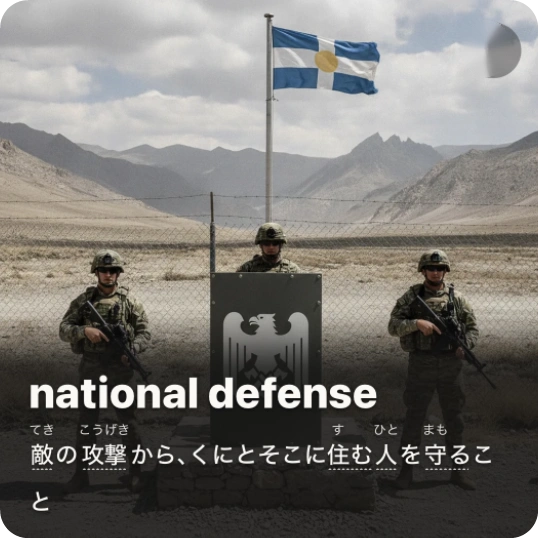 national defense
てき こうげき す ひと まも
敵の攻撃から、くにとそこに住む人を守るこ
と